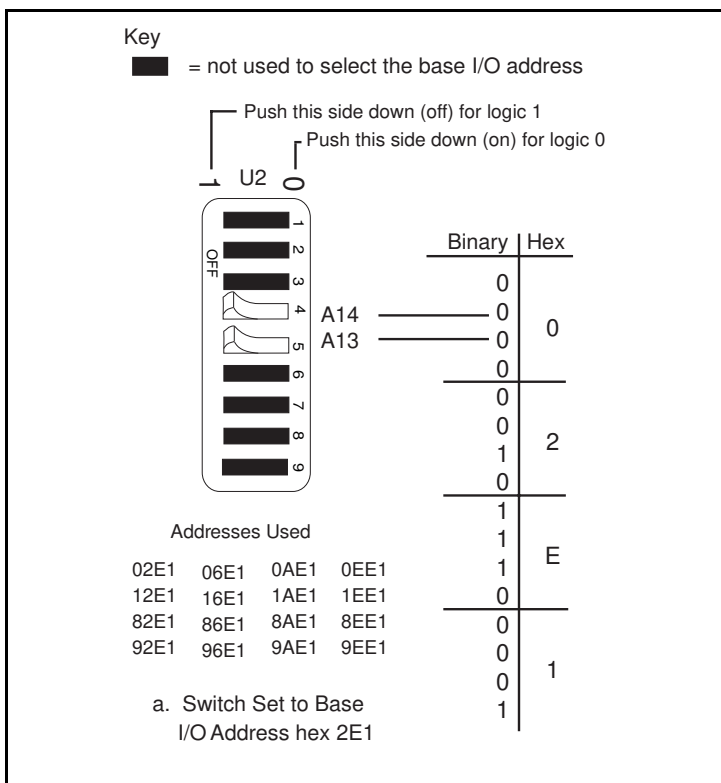 Key
= not used to select the base I/O address
Push this side down (off) for logic 1
Push this side down (on) for logic 0
1 U2 0
OFF
1
2
3
4
5
6
7
8
9
A14
A13
Binary Hex
0
0
0
0
0
0
0
1
0
2
1
1
1
0
E
0
0
0
1
1
Addresses Used
02E1 06E1 0AE1 0EE1
12E1 16E1 1AE1 1EE1
82E1 86E1 8AE1 8EE1
92E1 96E1 9AE1 9EE1
a. Switch Set to Base
I/O Address hex 2E1